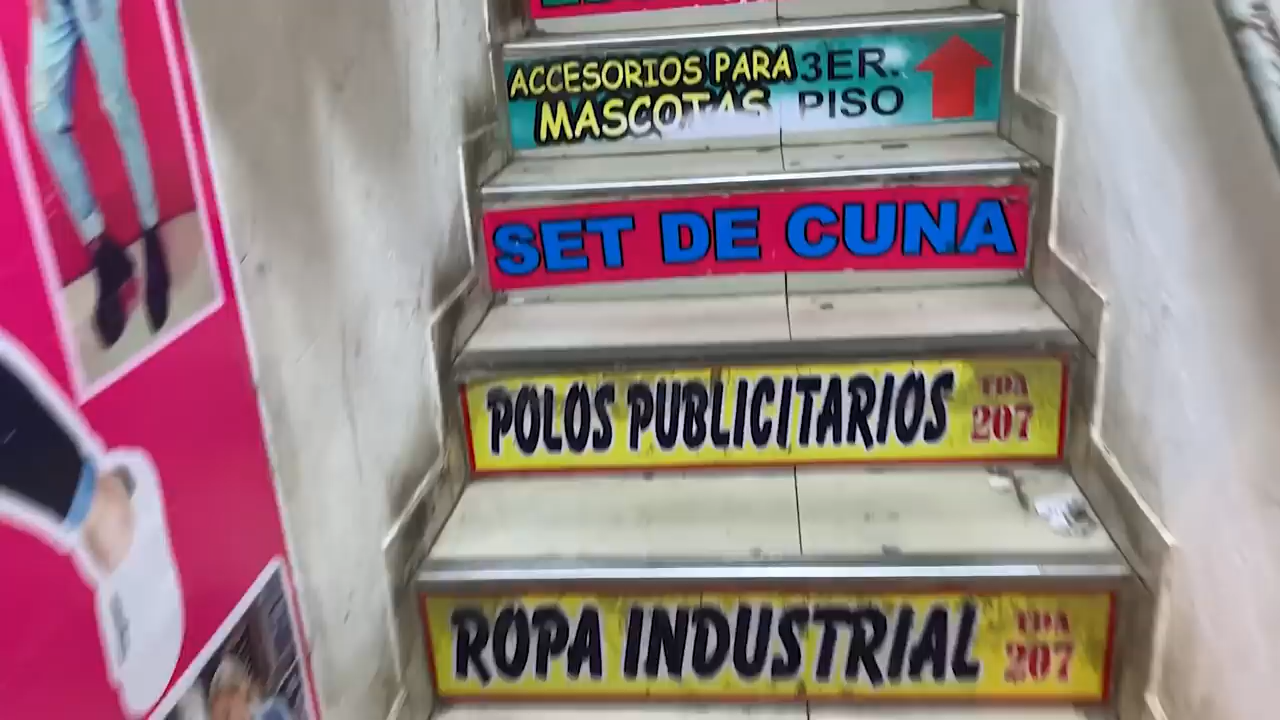 ACCESORIOS PARA
MASCOTAS
3ER.
PISO
SET DE CUNA
POLOS PUBLICITARIOS
TDA
207
ROPA INDUSTRIAL
TDA
207